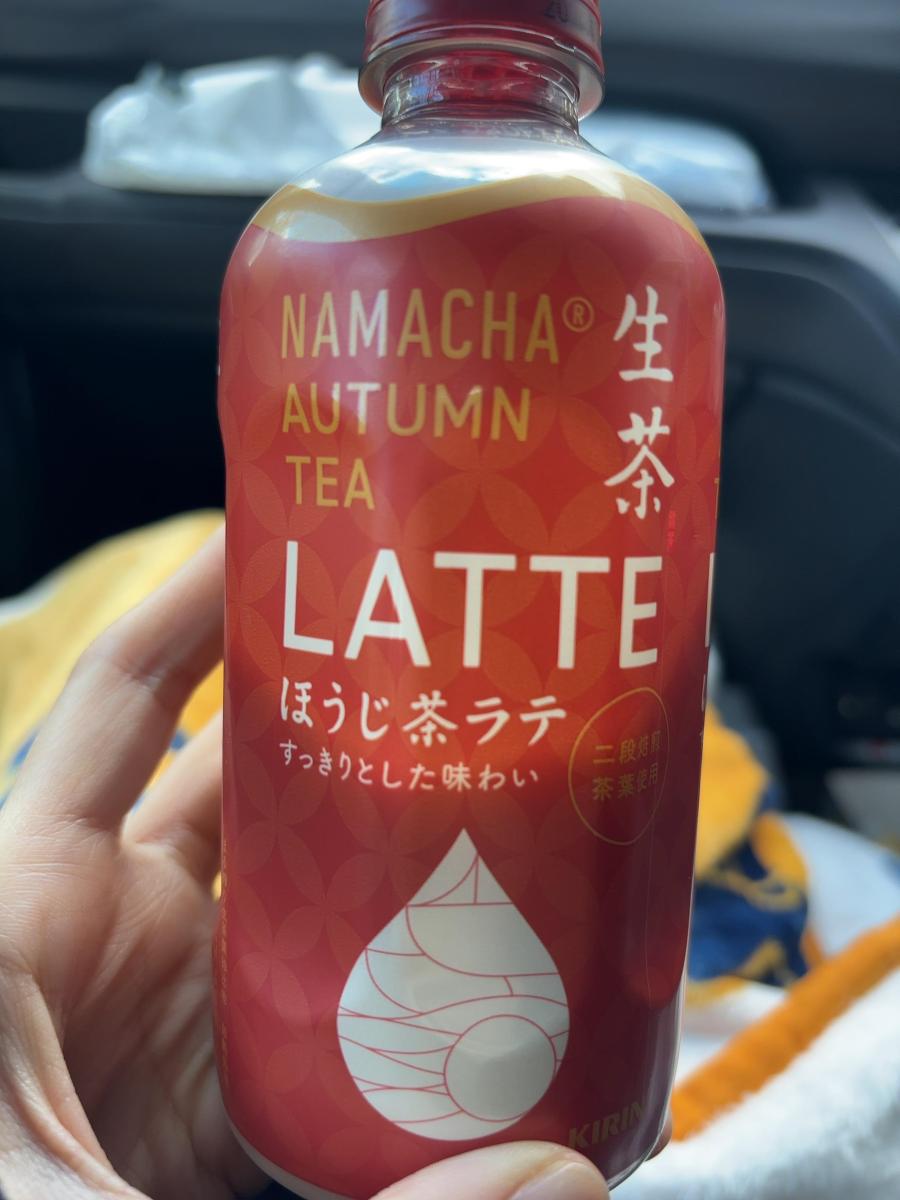 NAMACHA®
AUTUMN
TEA
生茶
LATTE
ほうじ茶ラテ
すっきりとした味わい
二段焙煎
茶葉使用
KIRIN